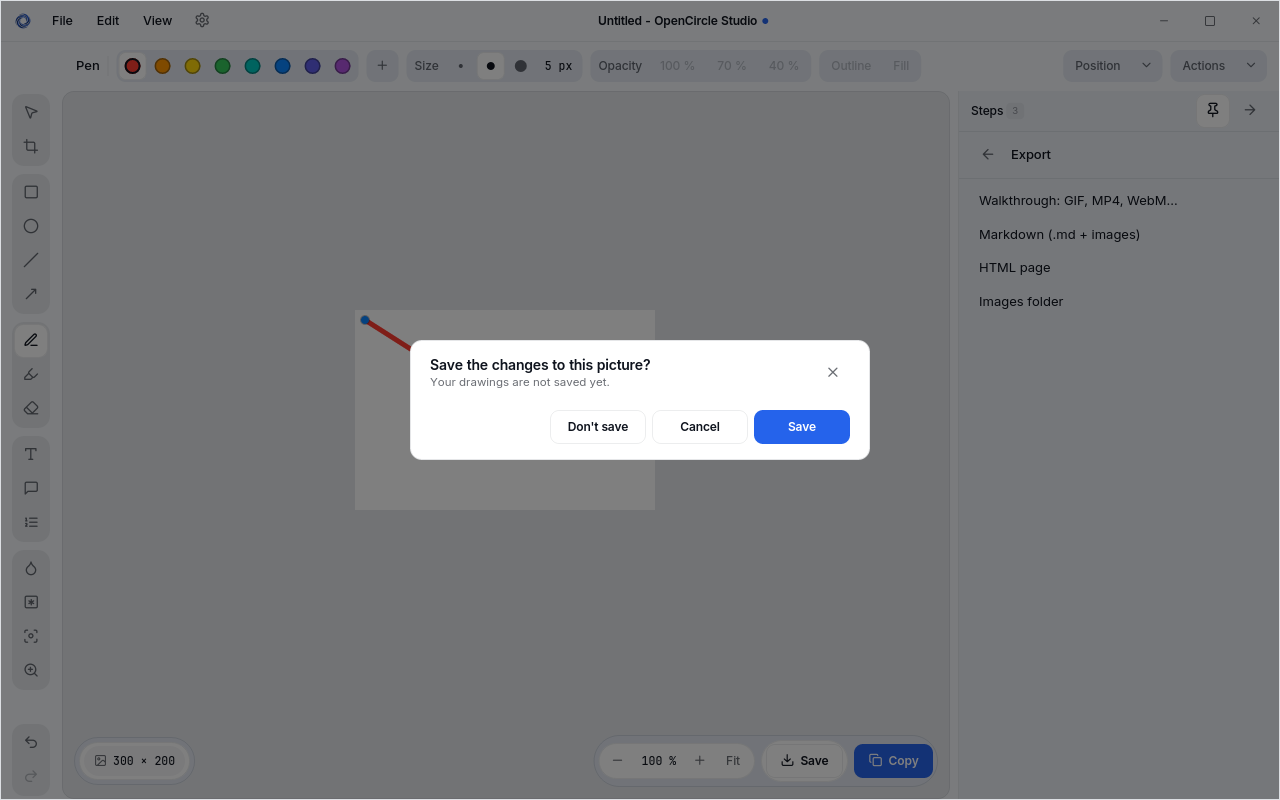 File Edit View Untitled - OpenCircle Studio
Pen Size 5 px Opacity 100 % 70 % 40 % Outline Fill Position Actions
Steps 3
Export
Walkthrough: GIF, MP4, WebM...
Markdown (.md + images)
HTML page
Images folder
Save the changes to this picture?
Your drawings are not saved yet.
Don't save Cancel Save
300 × 200 100 % Fit Save Copy